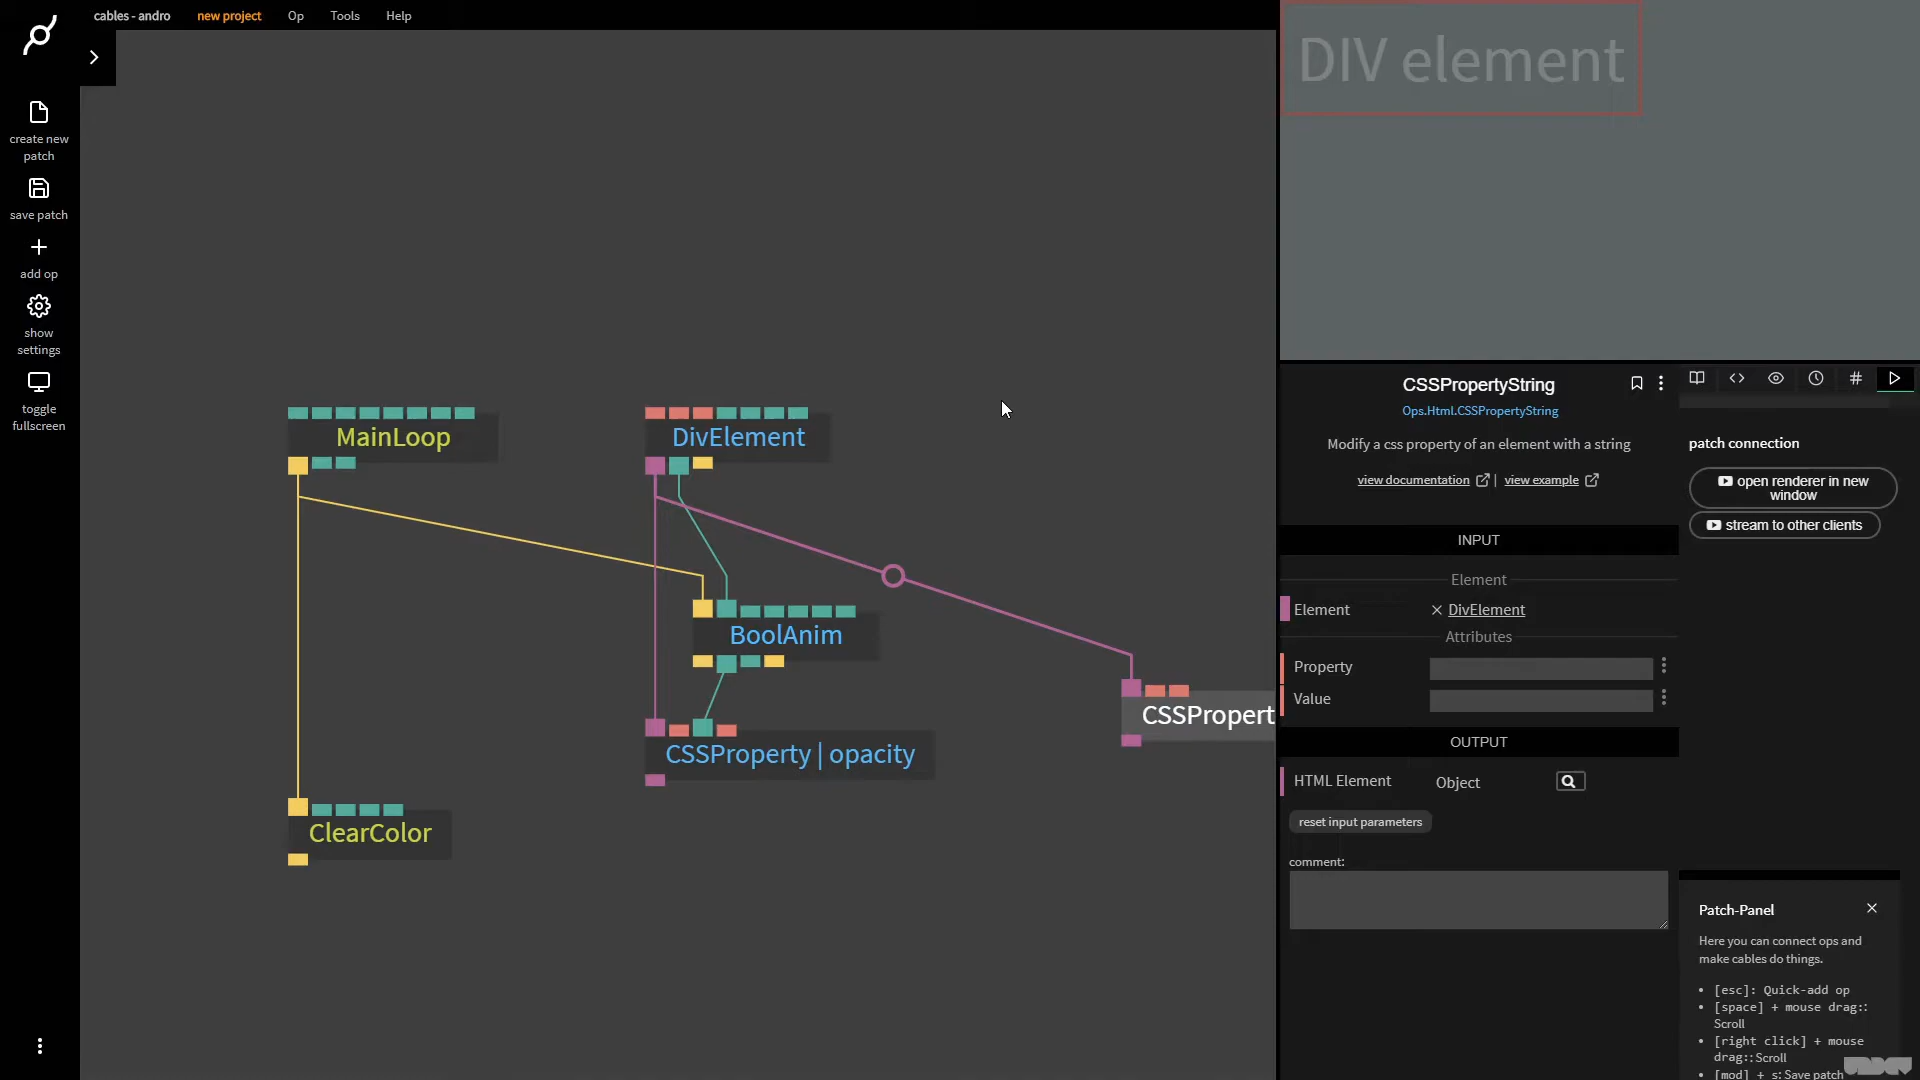 cables - andro
new project
Op
Tools
Help
create new
patch
save patch
add op
show
settings
toggle
fullscreen
MainLoop
DivElement
BoolAnim
CSSProperty | opacity
CSSPropert
ClearColor
DIV element
CSSPropertyString
Ops.Html.CSSPropertyString
Modify a css property of an element with a string
view documentation | view example
INPUT
Element
Element × DivElement
Attributes
Property
Value
OUTPUT
HTML Element Object
reset input parameters
comment:
patch connection
open renderer in new
window
stream to other clients
Patch-Panel
Here you can connect ops and
make cables do things.
• [esc]: Quick-add op
• [space] + mouse drag::
Scroll
• [right click] + mouse
drag::Scroll
• [mod] + s: Save patch